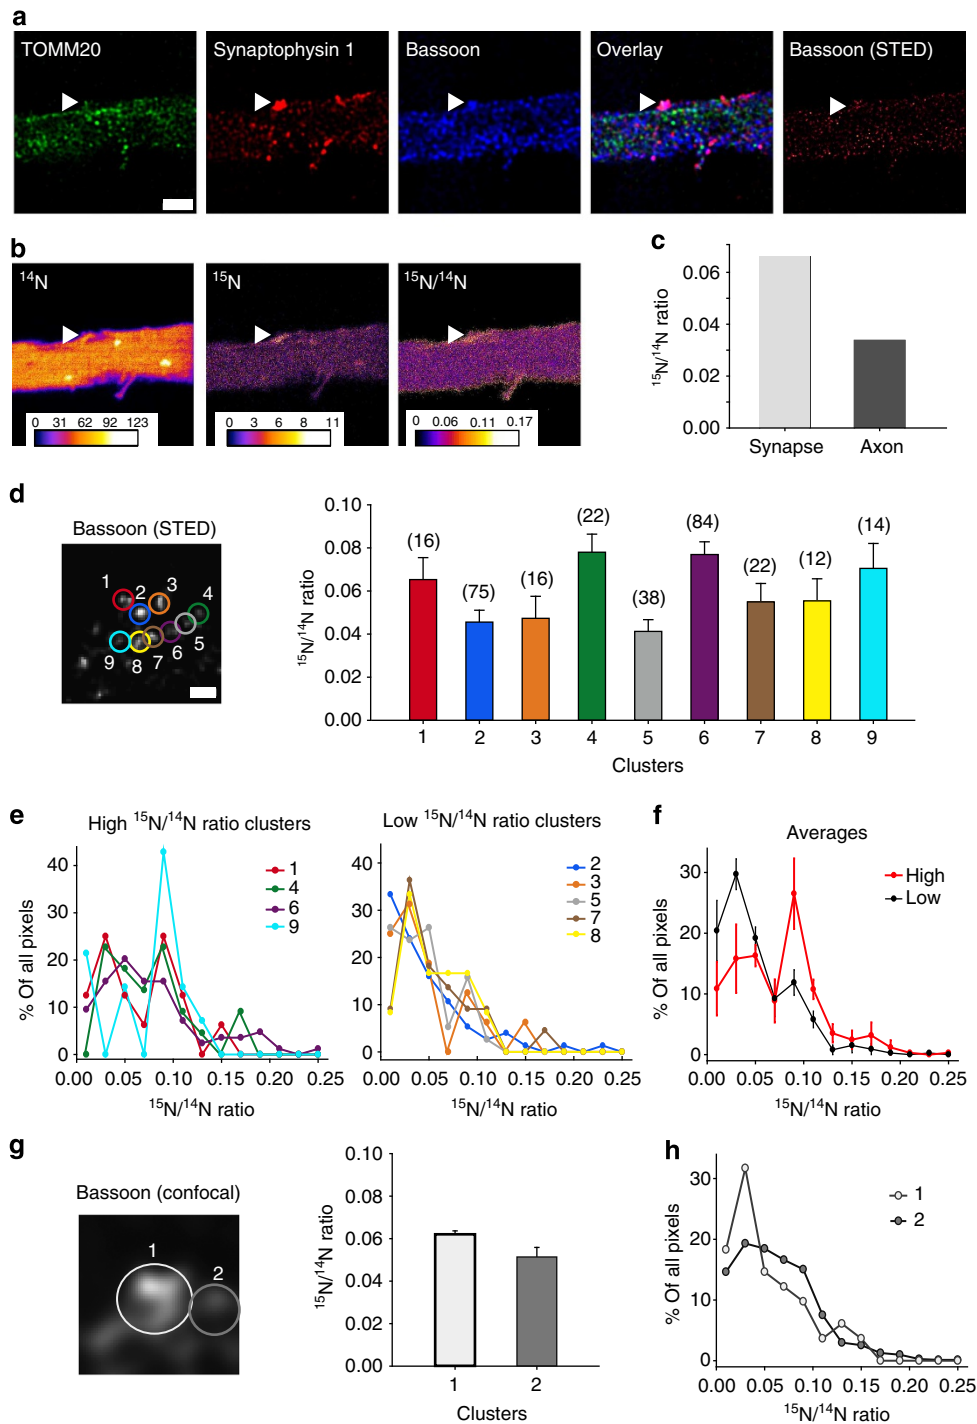 a
TOMM20 Synaptophysin 1 Bassoon Overlay Bassoon (STED)
b
¹⁴N ¹⁵N ¹⁵N/¹⁴N
0 31 62 92 123
0 3 6 8 11
0 0.06 0.11 0.17
c
¹⁵N/¹⁴N ratio
0.06
0.04
0.02
0.00
Synapse Axon
d
Bassoon (STED)
1 2 3 4 5 6 7 8 9
¹⁵N/¹⁴N ratio
0.10
0.08
0.06
0.04
0.02
0.00
(16) (75) (16) (22) (38) (84) (22) (12) (14)
1 2 3 4 5 6 7 8 9
Clusters
e
High ¹⁵N/¹⁴N ratio clusters
% Of all pixels
40
30
20
10
0
1
4
6
9
0.00 0.05 0.10 0.15 0.20 0.25
¹⁵N/¹⁴N ratio
Low ¹⁵N/¹⁴N ratio clusters
40
30
20
10
0
2
3
5
7
8
0.00 0.05 0.10 0.15 0.20 0.25
¹⁵N/¹⁴N ratio
f
Averages
% Of all pixels
30
20
10
0
High
Low
0.00 0.05 0.10 0.15 0.20 0.25
¹⁵N/¹⁴N ratio
g
Bassoon (confocal)
1
2
¹⁵N/¹⁴N ratio
0.10
0.08
0.06
0.04
0.02
0.00
1 2
Clusters
h
% Of all pixels
30
20
10
0
1
2
0.00 0.05 0.10 0.15 0.20 0.25
¹⁵N/¹⁴N ratio